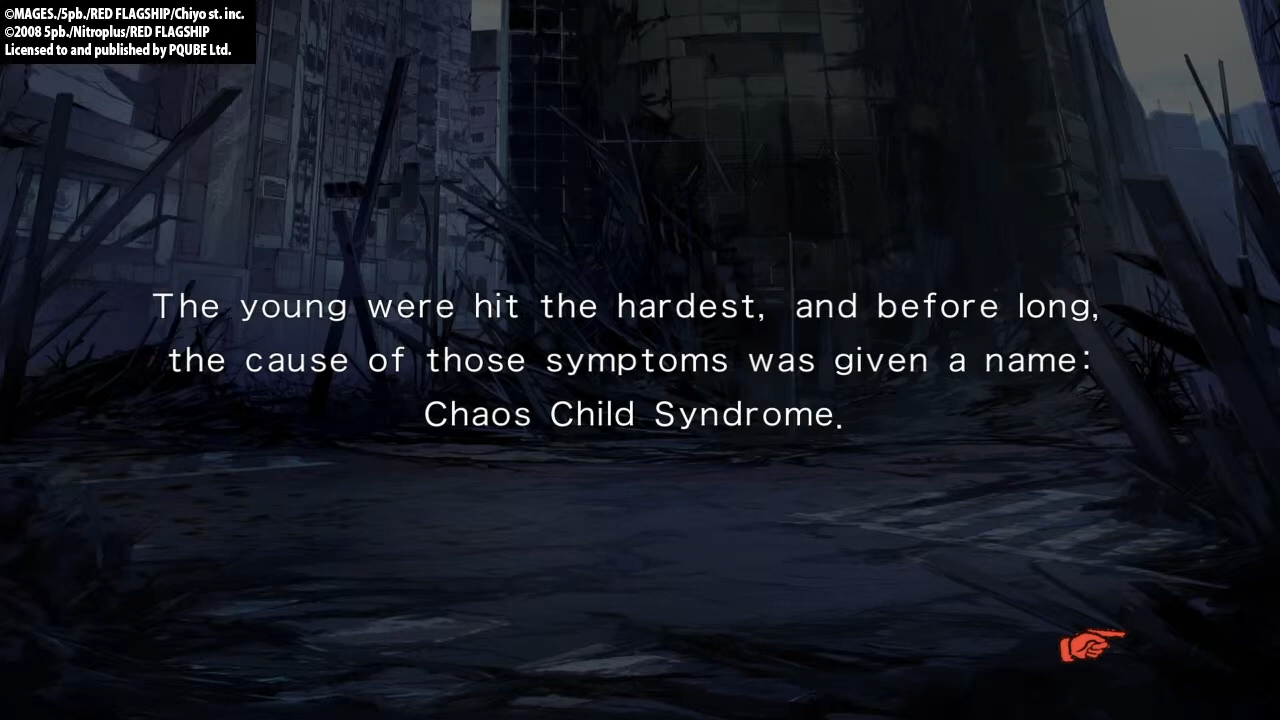 ©MAGES./5pb./RED FLAGSHIP/Chiyo st. inc.
©2008 5pb./Nitroplus/RED FLAGSHIP
Licensed to and published by PQUBE Ltd.
The young were hit the hardest, and before long,
the cause of those symptoms was given a name:
Chaos Child Syndrome.